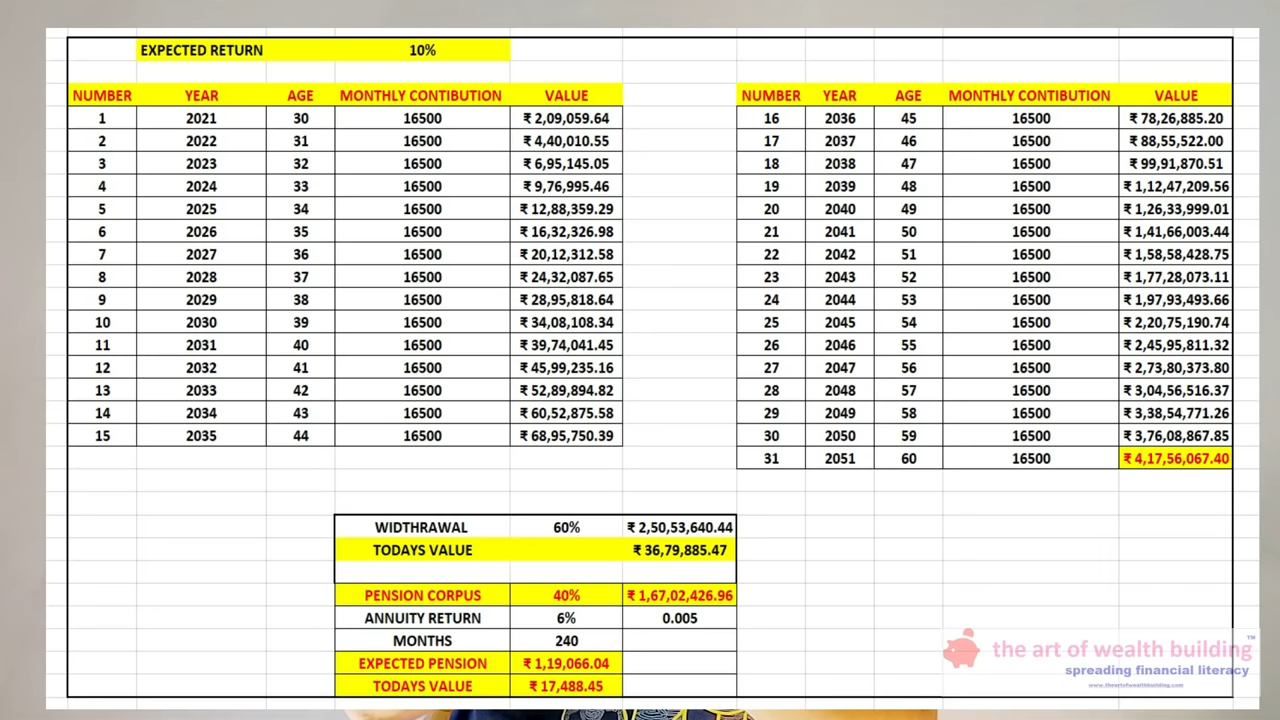 EXPECTED RETURN 10%
NUMBER YEAR AGE MONTHLY CONTIBUTION VALUE NUMBER YEAR AGE MONTHLY CONTIBUTION VALUE
1 2021 30 16500 ₹ 2,09,059.64 16 2036 45 16500 ₹ 78,26,885.20
2 2022 31 16500 ₹ 4,40,010.55 17 2037 46 16500 ₹ 88,55,522.00
3 2023 32 16500 ₹ 6,95,145.05 18 2038 47 16500 ₹ 99,91,870.51
4 2024 33 16500 ₹ 9,76,995.46 19 2039 48 16500 ₹ 1,12,47,209.56
5 2025 34 16500 ₹ 12,88,359.29 20 2040 49 16500 ₹ 1,26,33,999.01
6 2026 35 16500 ₹ 16,32,326.98 21 2041 50 16500 ₹ 1,41,66,003.44
7 2027 36 16500 ₹ 20,12,312.58 22 2042 51 16500 ₹ 1,58,58,428.75
8 2028 37 16500 ₹ 24,32,087.65 23 2043 52 16500 ₹ 1,77,28,073.11
9 2029 38 16500 ₹ 28,95,818.64 24 2044 53 16500 ₹ 1,97,93,493.66
10 2030 39 16500 ₹ 34,08,108.34 25 2045 54 16500 ₹ 2,20,75,190.74
11 2031 40 16500 ₹ 39,74,041.45 26 2046 55 16500 ₹ 2,45,95,811.32
12 2032 41 16500 ₹ 45,99,235.16 27 2047 56 16500 ₹ 2,73,80,373.80
13 2033 42 16500 ₹ 52,89,894.82 28 2048 57 16500 ₹ 3,04,56,516.37
14 2034 43 16500 ₹ 60,52,875.58 29 2049 58 16500 ₹ 3,38,54,771.26
15 2035 44 16500 ₹ 68,95,750.39 30 2050 59 16500 ₹ 3,76,08,867.85
31 2051 60 16500 ₹ 4,17,56,067.40
WIDTHRAWAL 60% ₹ 2,50,53,640.44
TODAYS VALUE ₹ 36,79,885.47
PENSION CORPUS 40% ₹ 1,67,02,426.96
ANNUITY RETURN 6% 0.005
MONTHS 240
EXPECTED PENSION ₹ 1,19,066.04
TODAYS VALUE ₹ 17,488.45
the art of wealth building ™
spreading financial literacy
www.theartofwealthbuilding.com